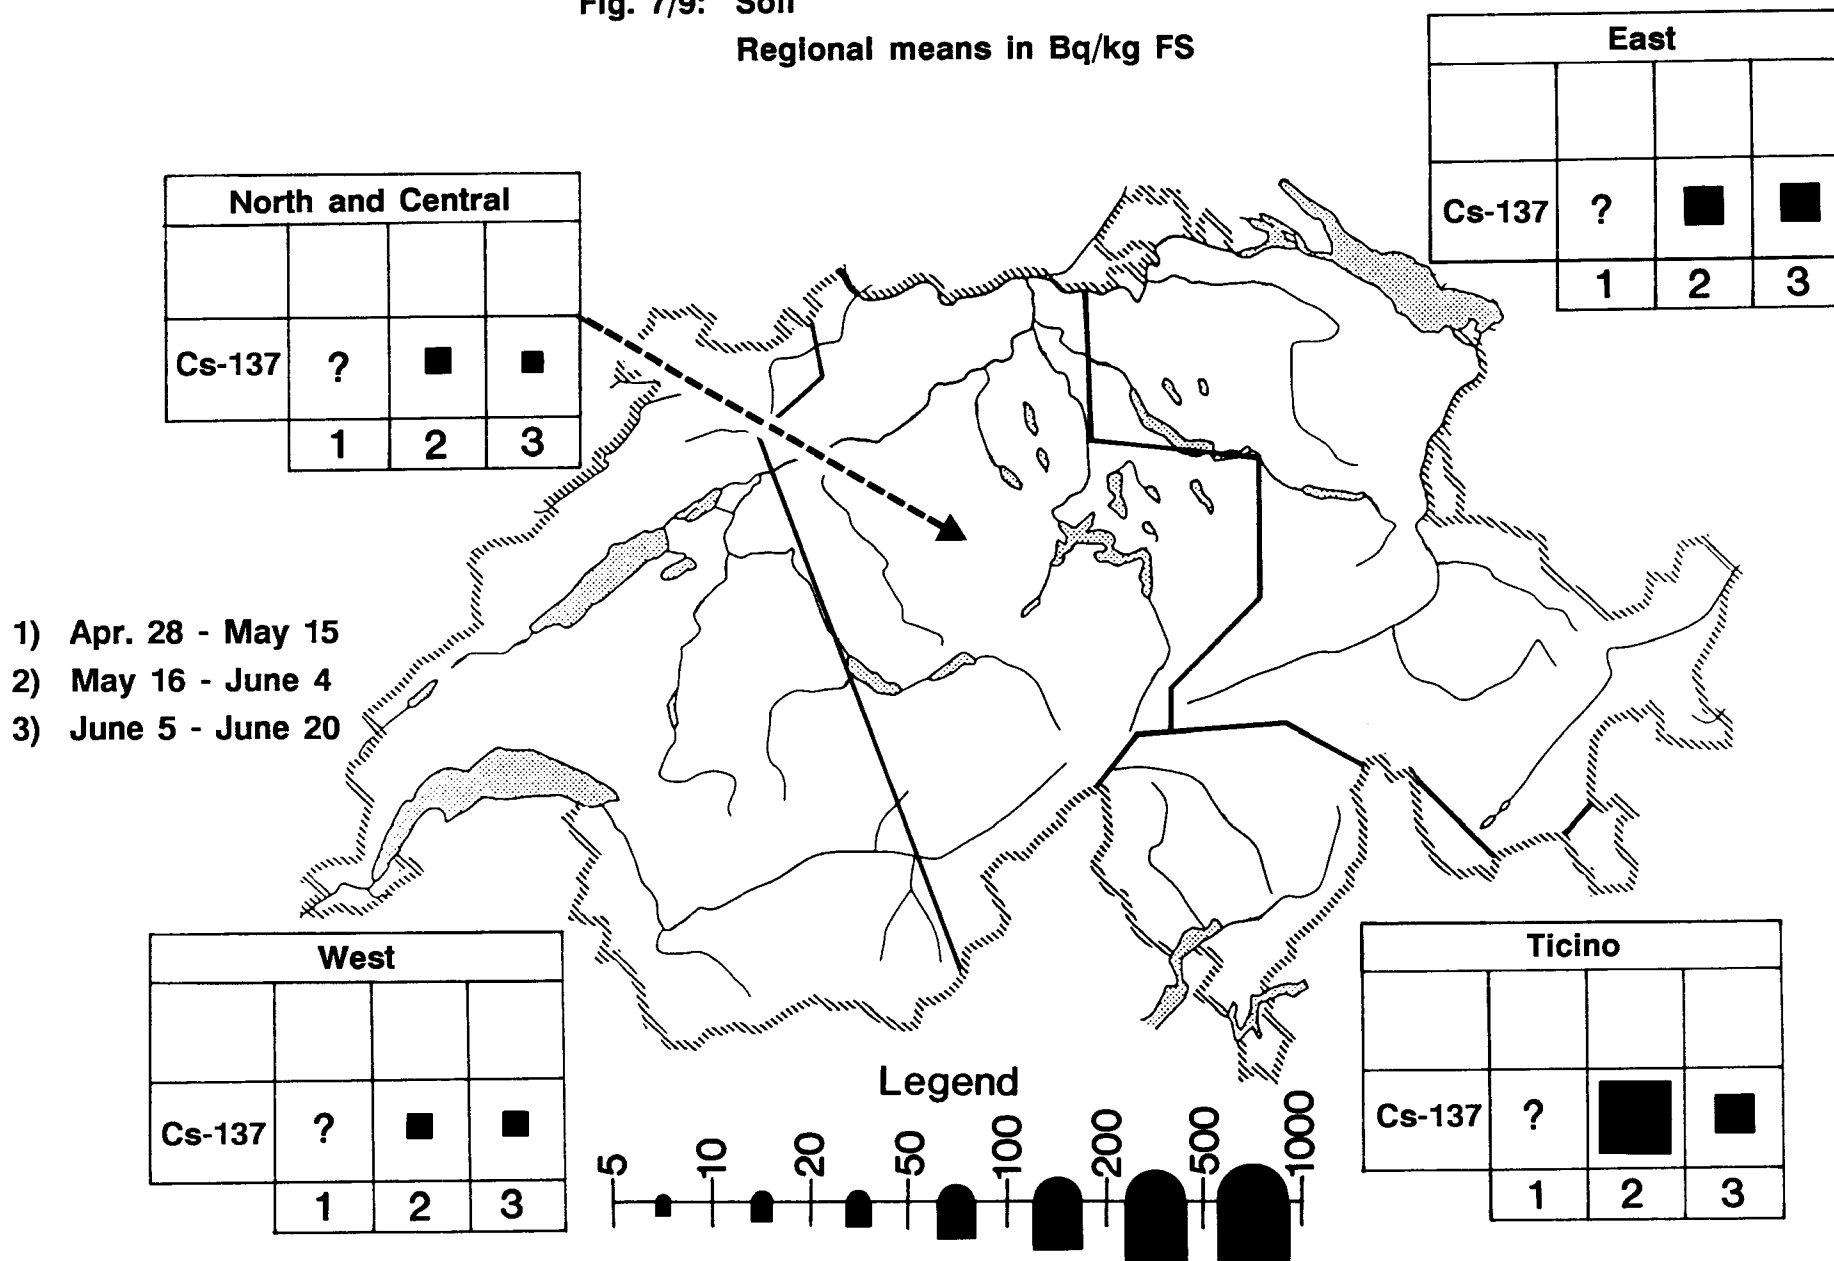 Fig. 7/9: Soil
Regional means in Bq/kg FS
East
Cs-137 ?
1 2 3
North and Central
Cs-137 ?
1 2 3
1) Apr. 28 - May 15
2) May 16 - June 4
3) June 5 - June 20
West
Cs-137 ?
1 2 3
Ticino
Cs-137 ?
1 2 3
Legend
5 10 20 50 100 200 500 1000